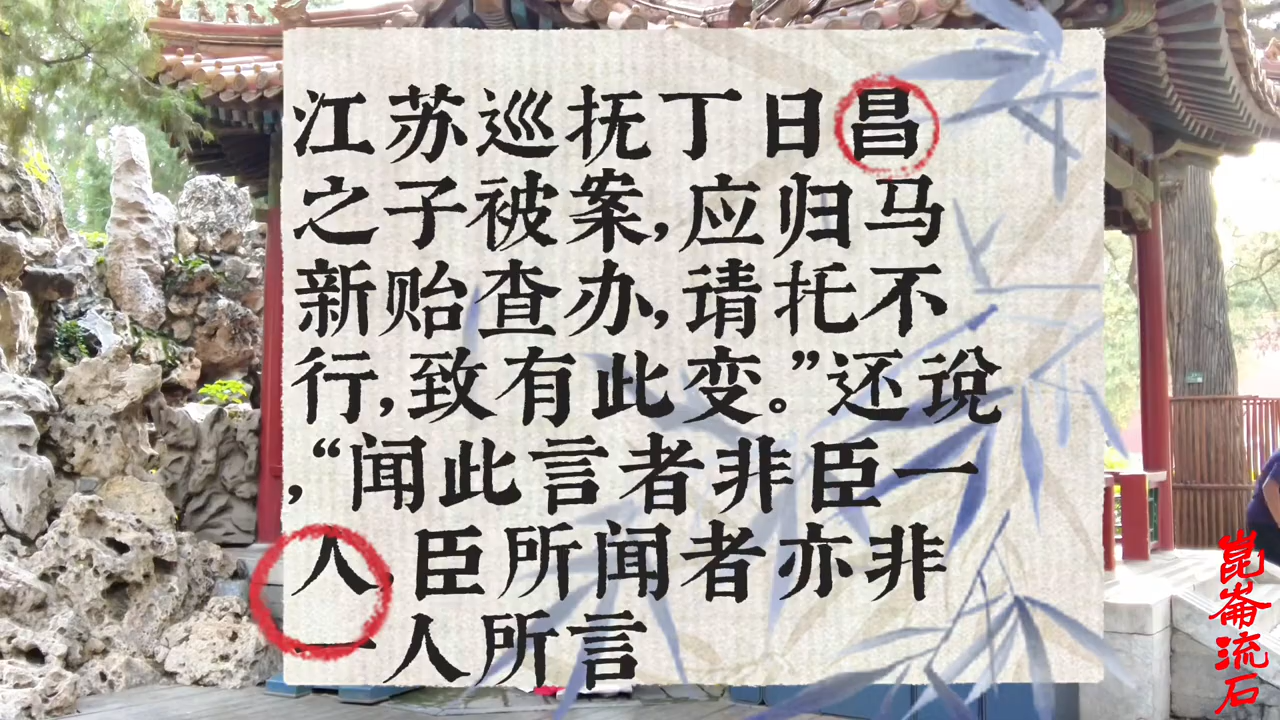 江苏巡抚丁日昌
之子被案，应归马
新贻查办，请托不
行，致有此变。”还说
，“闻此言者非臣一
人，臣所闻者亦非
一人所言
崑崙流石